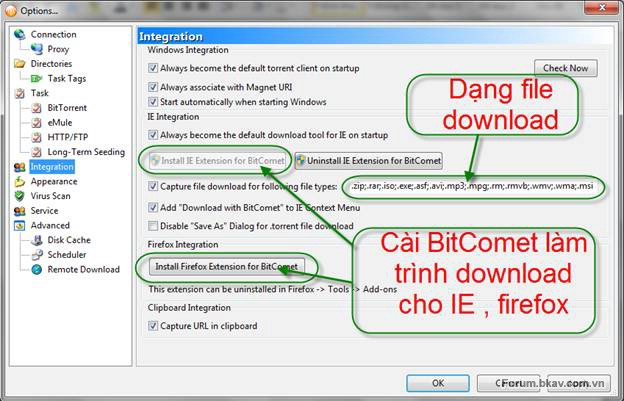 Options...
Connection
Proxy
Directories
Task Tags
Task
BitTorrent
eMule
HTTP/FTP
Long-Term Seeding
Integration
Appearance
Virus Scan
Service
Advanced
Disk Cache
Scheduler
Remote Download
Integration
Windows Integration
Always become the default torrent client on startup
Check Now
Always associate with Magnet URI
Start automatically when starting Windows
IE Integration
Always become the default download tool for IE on startup
Install IE Extension for BitComet
Uninstall IE Extension for BitComet
Capture file download for following file types:
.zip;.rar;.iso;.exe;.asf;.avi;.mp3;.mpg;.rm;.rmvb;.wmv;.wma;.msi
Add "Download with BitComet" to IE Context Menu
Disable "Save As" Dialog for .torrent file download
Firefox Integration
Install Firefox Extension for BitComet
This extension can be uninstalled in Firefox -> Tools -> Add-ons
Clipboard Integration
Capture URL in clipboard
Dạng file
download
Cài BitComet làm
trình download
cho IE , firefox
OK
Forum.bkav.com.vn